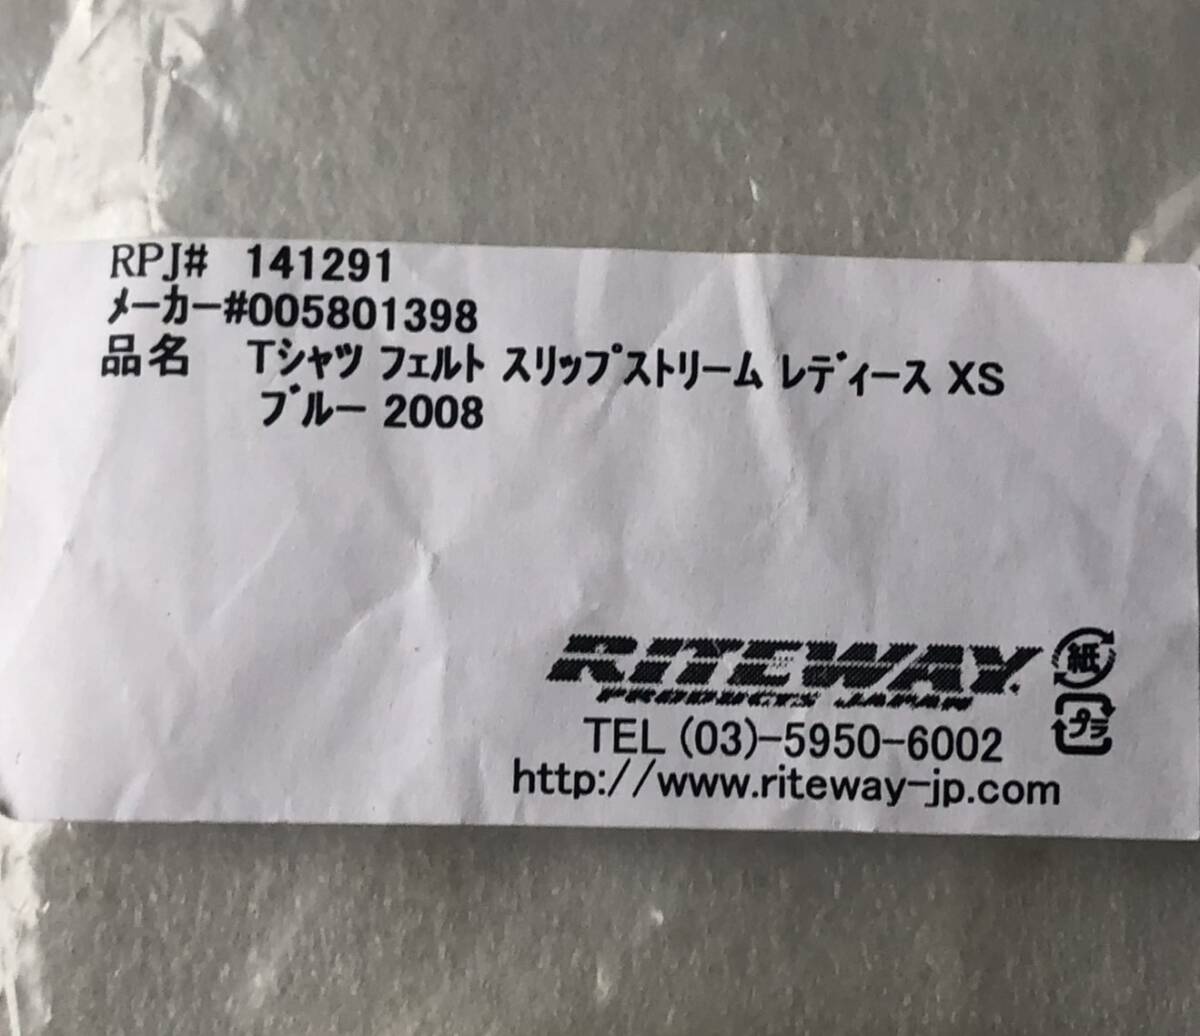 RPJ# 141291
ﾒｰｶｰ#005801398
品名 Tｼｬﾂ ﾌｪﾙﾄ ｽﾘｯﾌﾟｽﾄﾘｰﾑ ﾚﾃﾞｨｰｽ XS
ﾌﾞﾙｰ 2008
RITEWAY
PRODUCTS JAPAN
紙
プラ
TEL (03)-5950-6002
http://www.riteway-jp.com